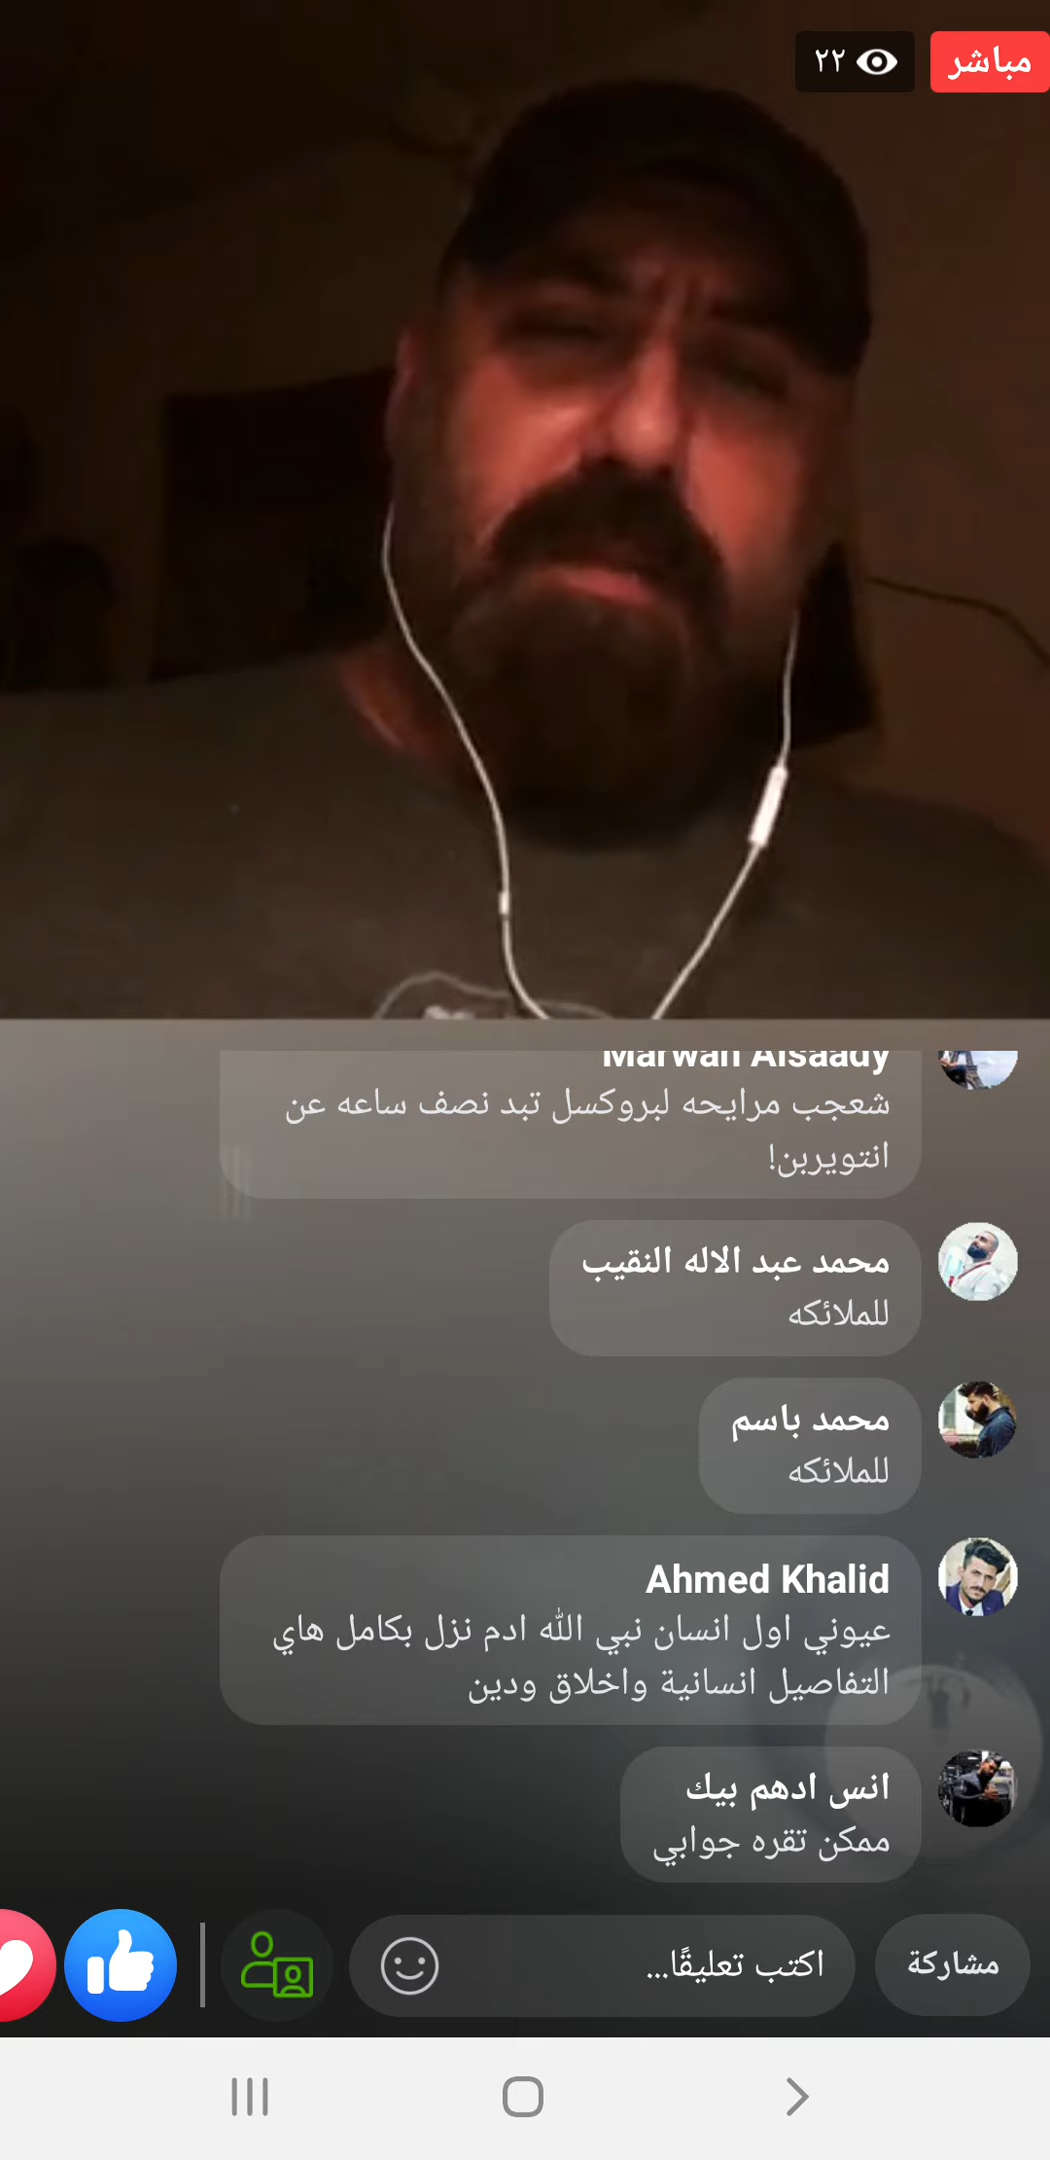 مباشر
٢٢
Marwan Alsaady
شعجب مرايحه لبروكسل تبد نصف ساعه عن
انتويربن!
محمد عبد الاله النقيب
للملائكه
محمد باسم
للملائكه
Ahmed Khalid
عيوني اول انسان نبي الله ادم نزل بكامل هاي
التفاصيل انسانية واخلاق ودين
انس ادهم بيك
ممكن تقره جوابي
اكتب تعليقًا...
مشاركة